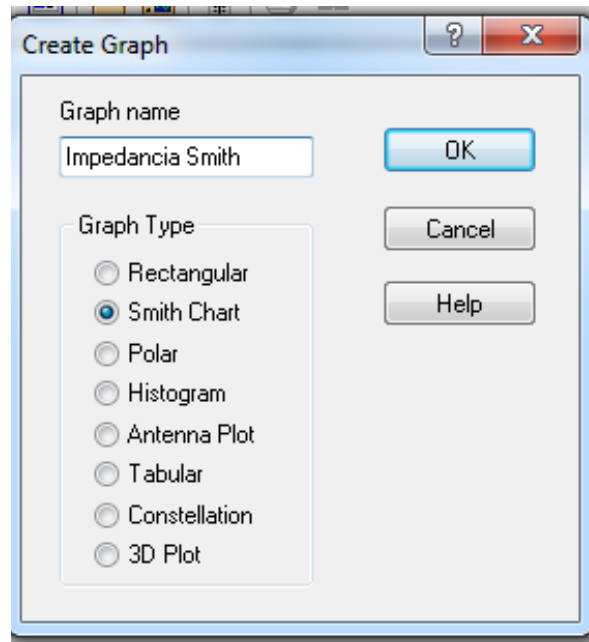 Create Graph
Graph name
Impedancia Smith
OK
Graph Type
Cancel
Rectangular
Smith Chart
Help
Polar
Histogram
Antenna Plot
Tabular
Constellation
3D Plot